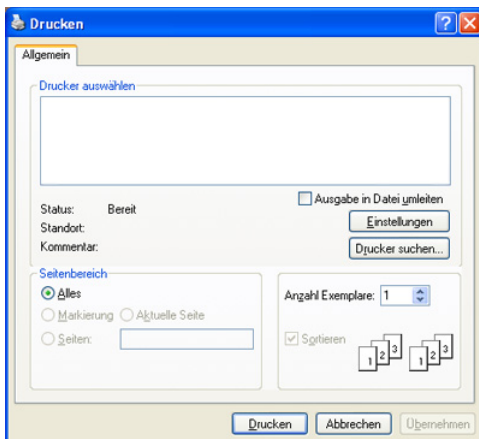 Drucken
Allgemein
Drucker auswählen
Ausgabe in Datei umleiten
Status: Bereit
Einstellungen
Standort:
Kommentar:
Drucker suchen...
Seitenbereich
Alles
Markierung Aktuelle Seite
Seiten:
Anzahl Exemplare: 1
Sortieren
1 2 3 1 2 3
Drucken Abbrechen Übernehmen